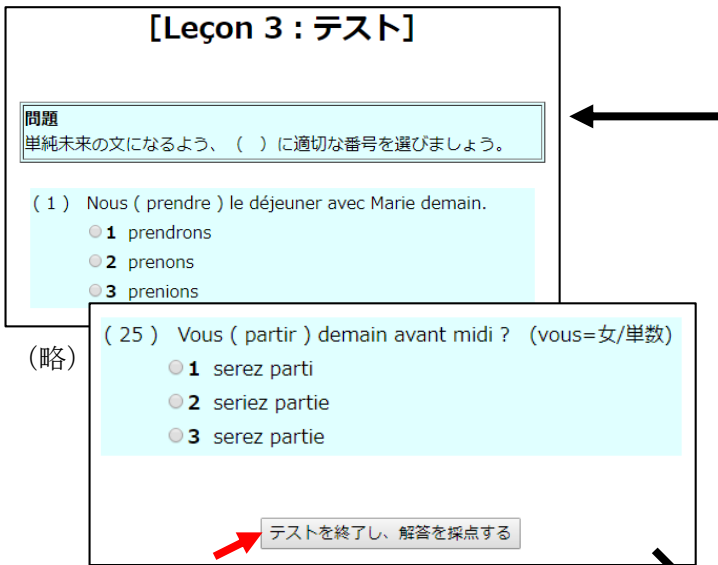 [Leçon 3：テスト]
問題
単純未来の文になるよう、（　）に適切な番号を選びましょう。
(1)　Nous ( prendre ) le déjeuner avec Marie demain.
1 prendrons
2 prenons
3 prenions
（略）
(25)　Vous ( partir ) demain avant midi ?　(vous=女/単数)
1 serez parti
2 seriez partie
3 serez partie
テストを終了し、解答を採点する